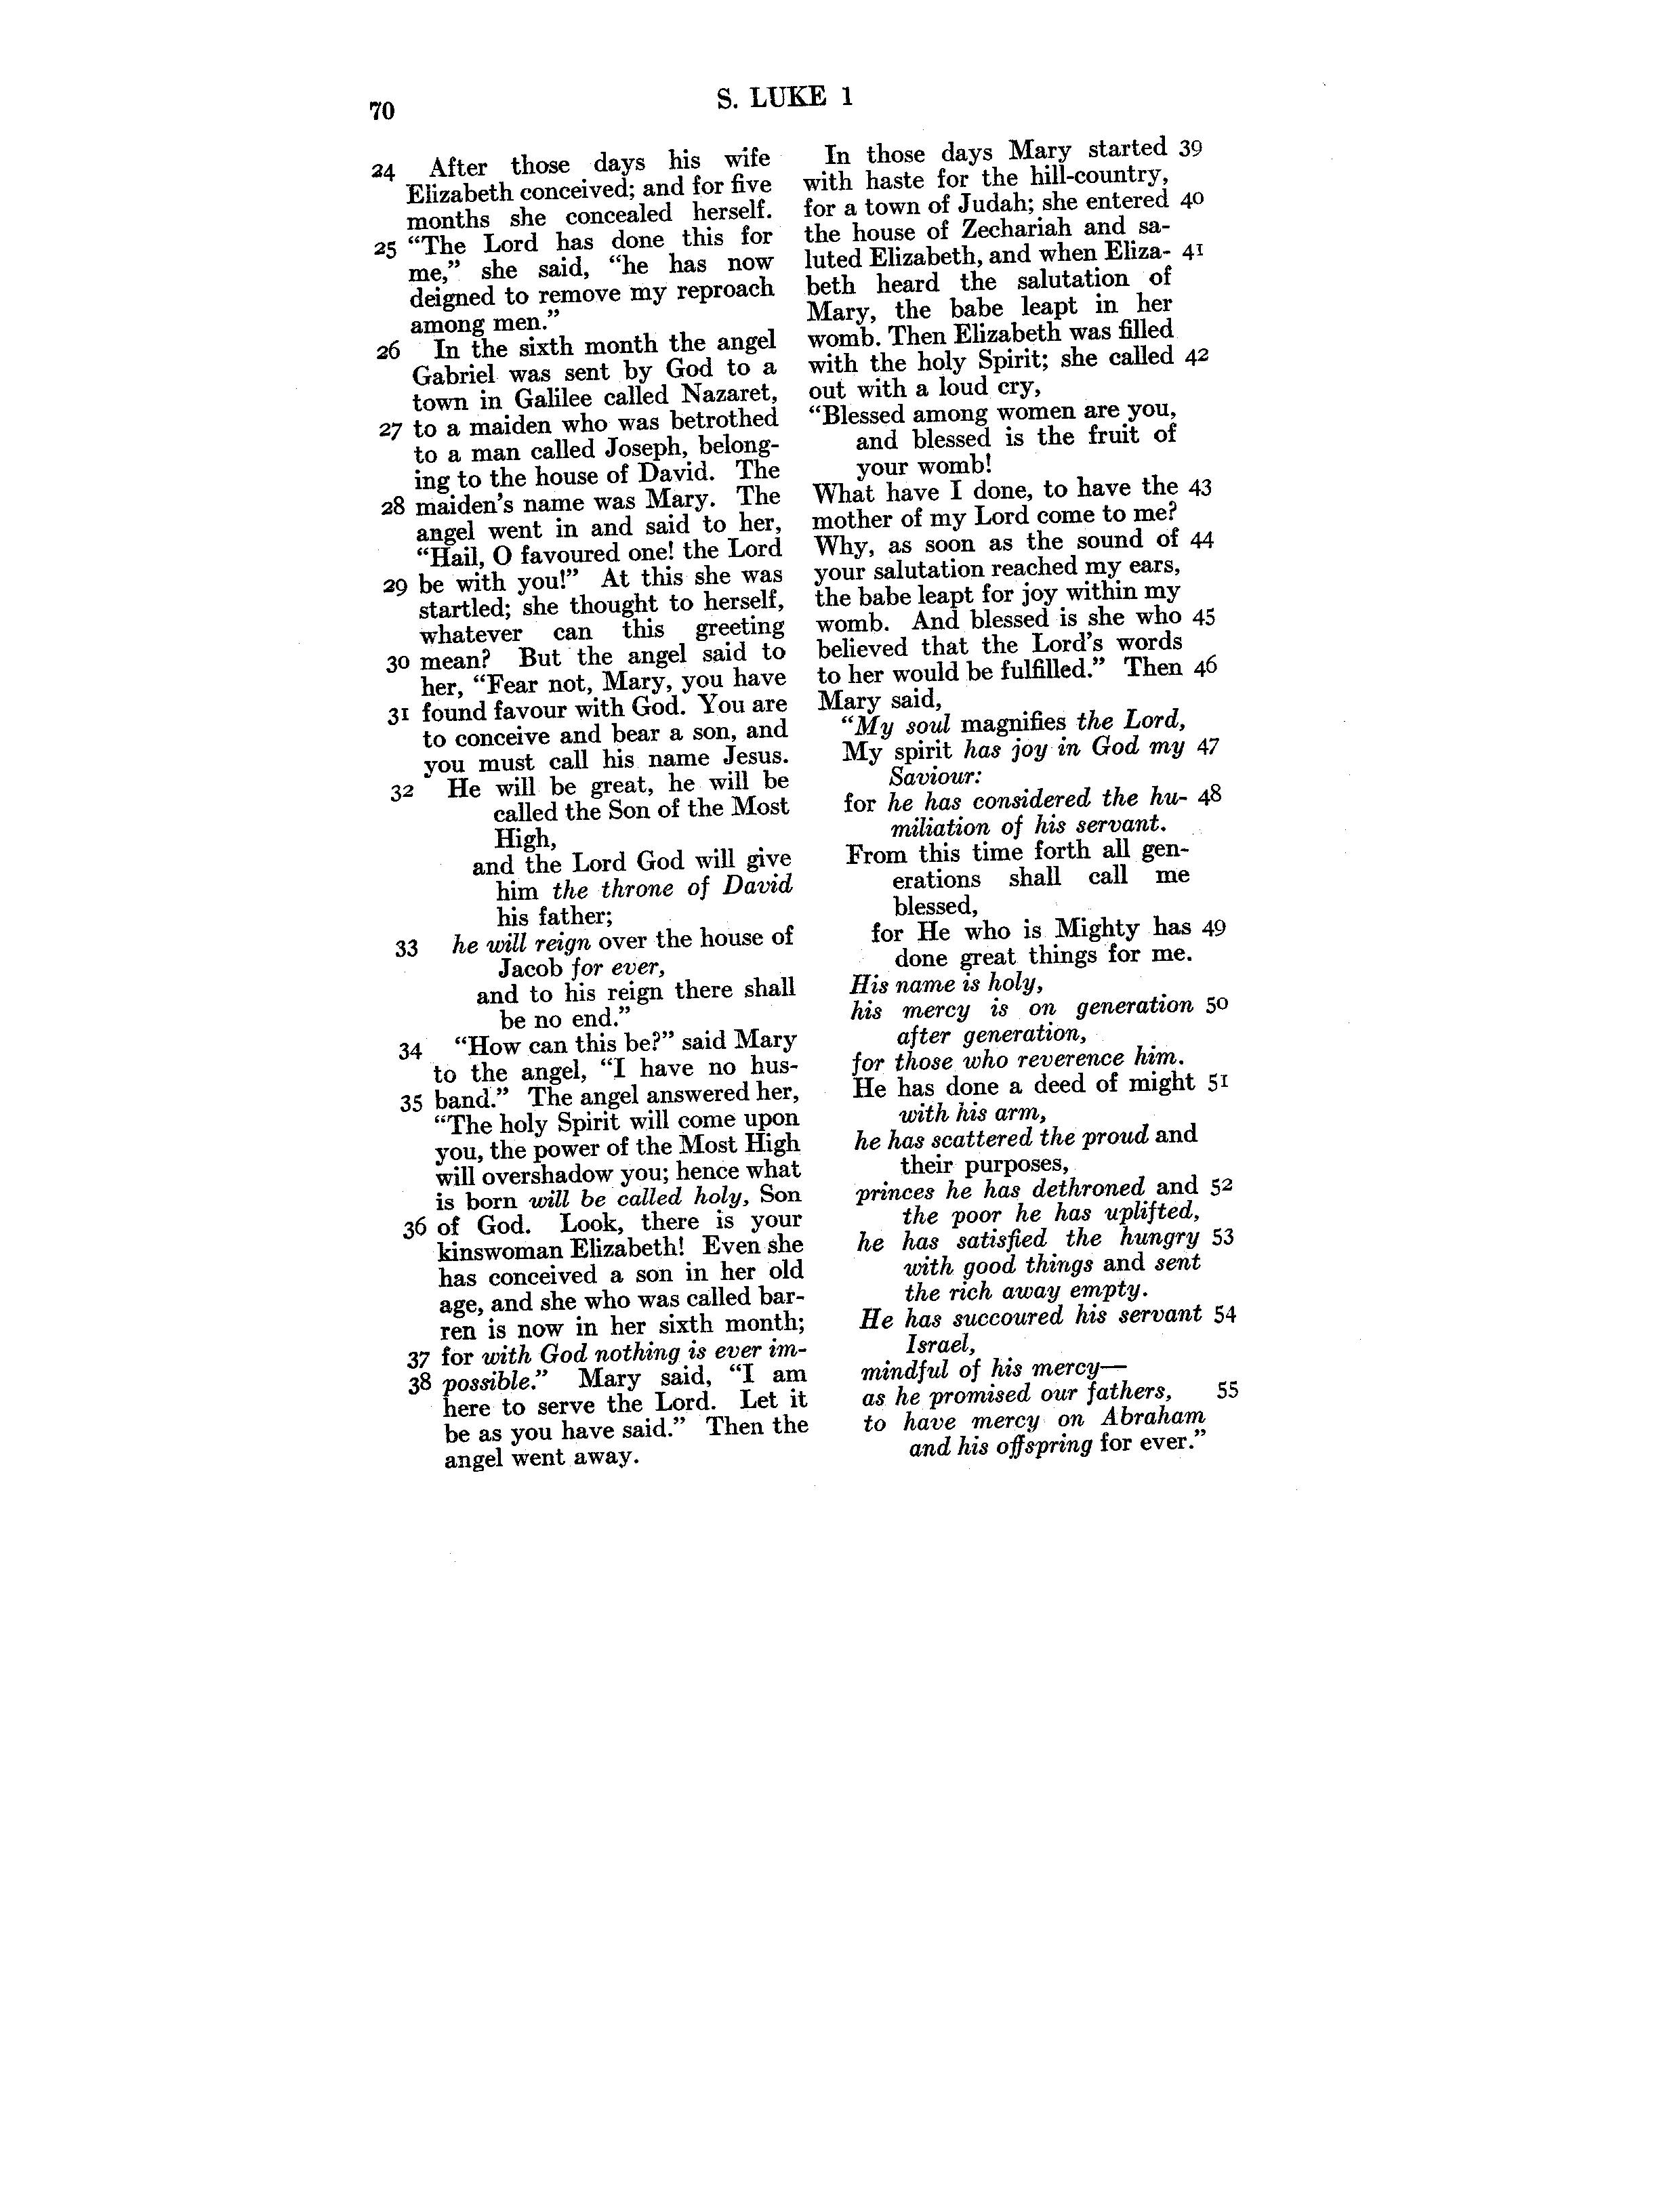 70
S. LUKE 1
24 After those days his wife
Elizabeth conceived; and for five
months she concealed herself.
25 “The Lord has done this for
me,” she said, “he has now
deigned to remove my reproach
among men.”
26 In the sixth month the angel
Gabriel was sent by God to a
town in Galilee called Nazaret,
27 to a maiden who was betrothed
to a man called Joseph, belong-
ing to the house of David. The
28 maiden’s name was Mary. The
angel went in and said to her,
“Hail, O favoured one! the Lord
29 be with you!” At this she was
startled; she thought to herself,
whatever can this greeting
30 mean? But the angel said to
her, “Fear not, Mary, you have
31 found favour with God. You are
to conceive and bear a son, and
you must call his name Jesus.
32 He will be great, he will be
called the Son of the Most
High,
and the Lord God will give
him the throne of David
his father;
33 he will reign over the house of
Jacob for ever,
and to his reign there shall
be no end.”
34 “How can this be?” said Mary
to the angel, “I have no hus-
35 band.” The angel answered her,
“The holy Spirit will come upon
you, the power of the Most High
will overshadow you; hence what
is born will be called holy, Son
36 of God. Look, there is your
kinswoman Elizabeth! Even she
has conceived a son in her old
age, and she who was called bar-
ren is now in her sixth month;
37 for with God nothing is ever im-
38 possible.” Mary said, “I am
here to serve the Lord. Let it
be as you have said.” Then the
angel went away.
In those days Mary started 39
with haste for the hill-country,
for a town of Judah; she entered 40
the house of Zechariah and sa-
luted Elizabeth, and when Eliza- 41
beth heard the salutation of
Mary, the babe leapt in her
womb. Then Elizabeth was filled
with the holy Spirit; she called 42
out with a loud cry,
“Blessed among women are you,
and blessed is the fruit of
your womb!
What have I done, to have the 43
mother of my Lord come to me?
Why, as soon as the sound of 44
your salutation reached my ears,
the babe leapt for joy within my
womb. And blessed is she who 45
believed that the Lord’s words
to her would be fulfilled.” Then 46
Mary said,
“My soul magnifies the Lord,
My spirit has joy in God my 47
Saviour:
for he has considered the hu- 48
miliation of his servant.
From this time forth all gen-
erations shall call me
blessed,
for He who is Mighty has 49
done great things for me.
His name is holy,
his mercy is on generation 50
after generation,
for those who reverence him.
He has done a deed of might 51
with his arm,
he has scattered the proud and
their purposes,
princes he has dethroned and 52
the poor he has uplifted,
he has satisfied the hungry 53
with good things and sent
the rich away empty.
He has succoured his servant 54
Israel,
mindful of his mercy—
as he promised our fathers, 55
to have mercy on Abraham
and his offspring for ever.”